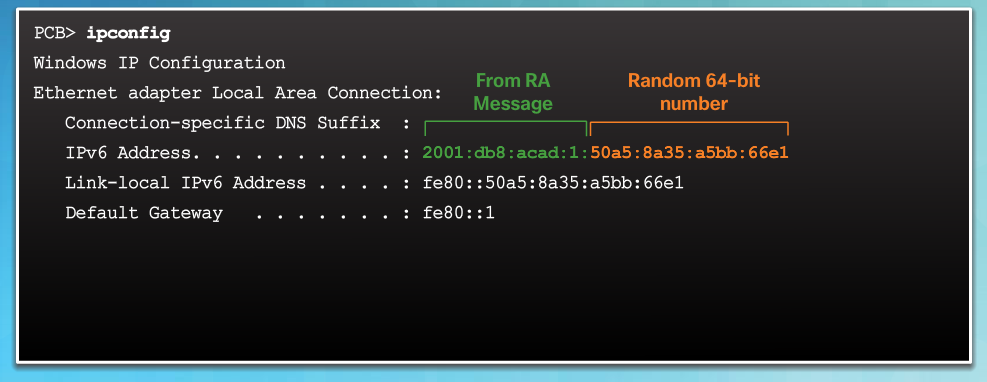 PCB> ipconfig
Windows IP Configuration
From RA
Message
Random 64-bit
number
Ethernet adapter Local Area Connection:
Connection-specific DNS Suffix  :
IPv6 Address. . . . . . . . . . : 2001:db8:acad:1:50a5:8a35:a5bb:66e1
Link-local IPv6 Address . . . . : fe80::50a5:8a35:a5bb:66e1
Default Gateway   . . . . . . . : fe80::1